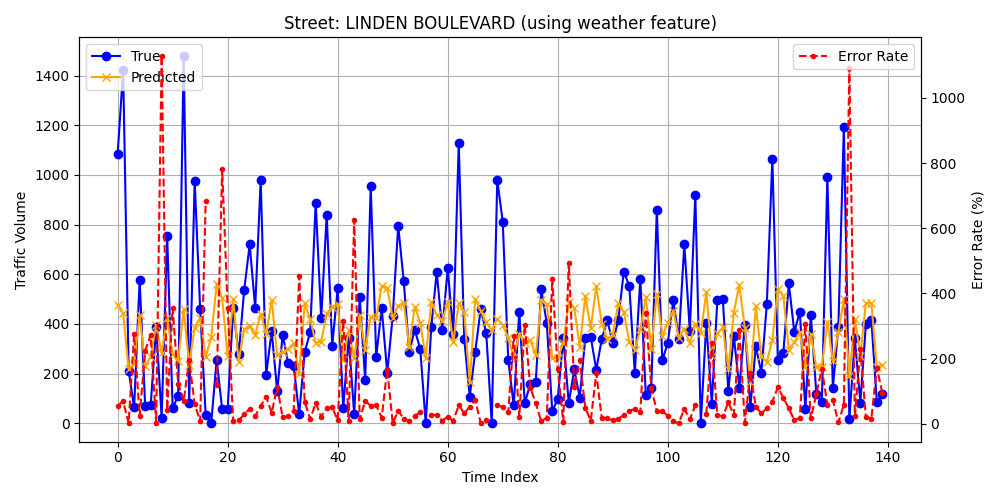 Street: LINDEN BOULEVARD (using weather feature)
True
Predicted
Error Rate
1400
1200
1000
800
600
400
200
0
Traffic Volume
1000
800
600
400
200
0
Error Rate (%)
0 20 40 60 80 100 120 140
Time Index